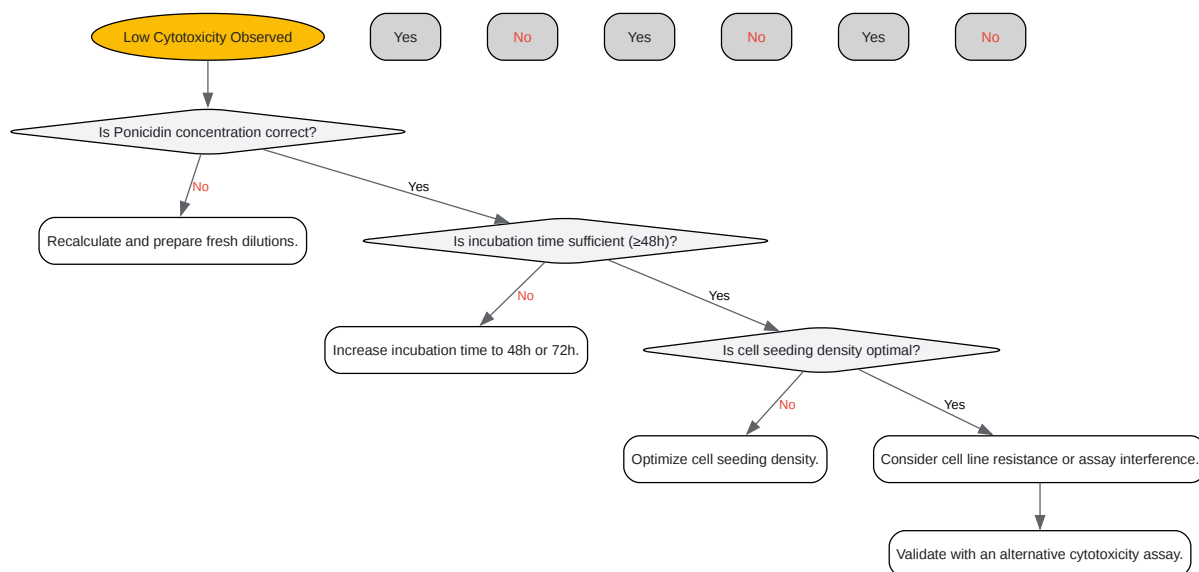 Low Cytotoxicity Observed
Yes
No
Yes
No
Yes
No
Is Ponicidin concentration correct?
No
Yes
Recalculate and prepare fresh dilutions.
Is incubation time sufficient (≥48h)?
No
Yes
Increase incubation time to 48h or 72h.
Is cell seeding density optimal?
No
Yes
Optimize cell seeding density.
Consider cell line resistance or assay interference.
Validate with an alternative cytotoxicity assay.